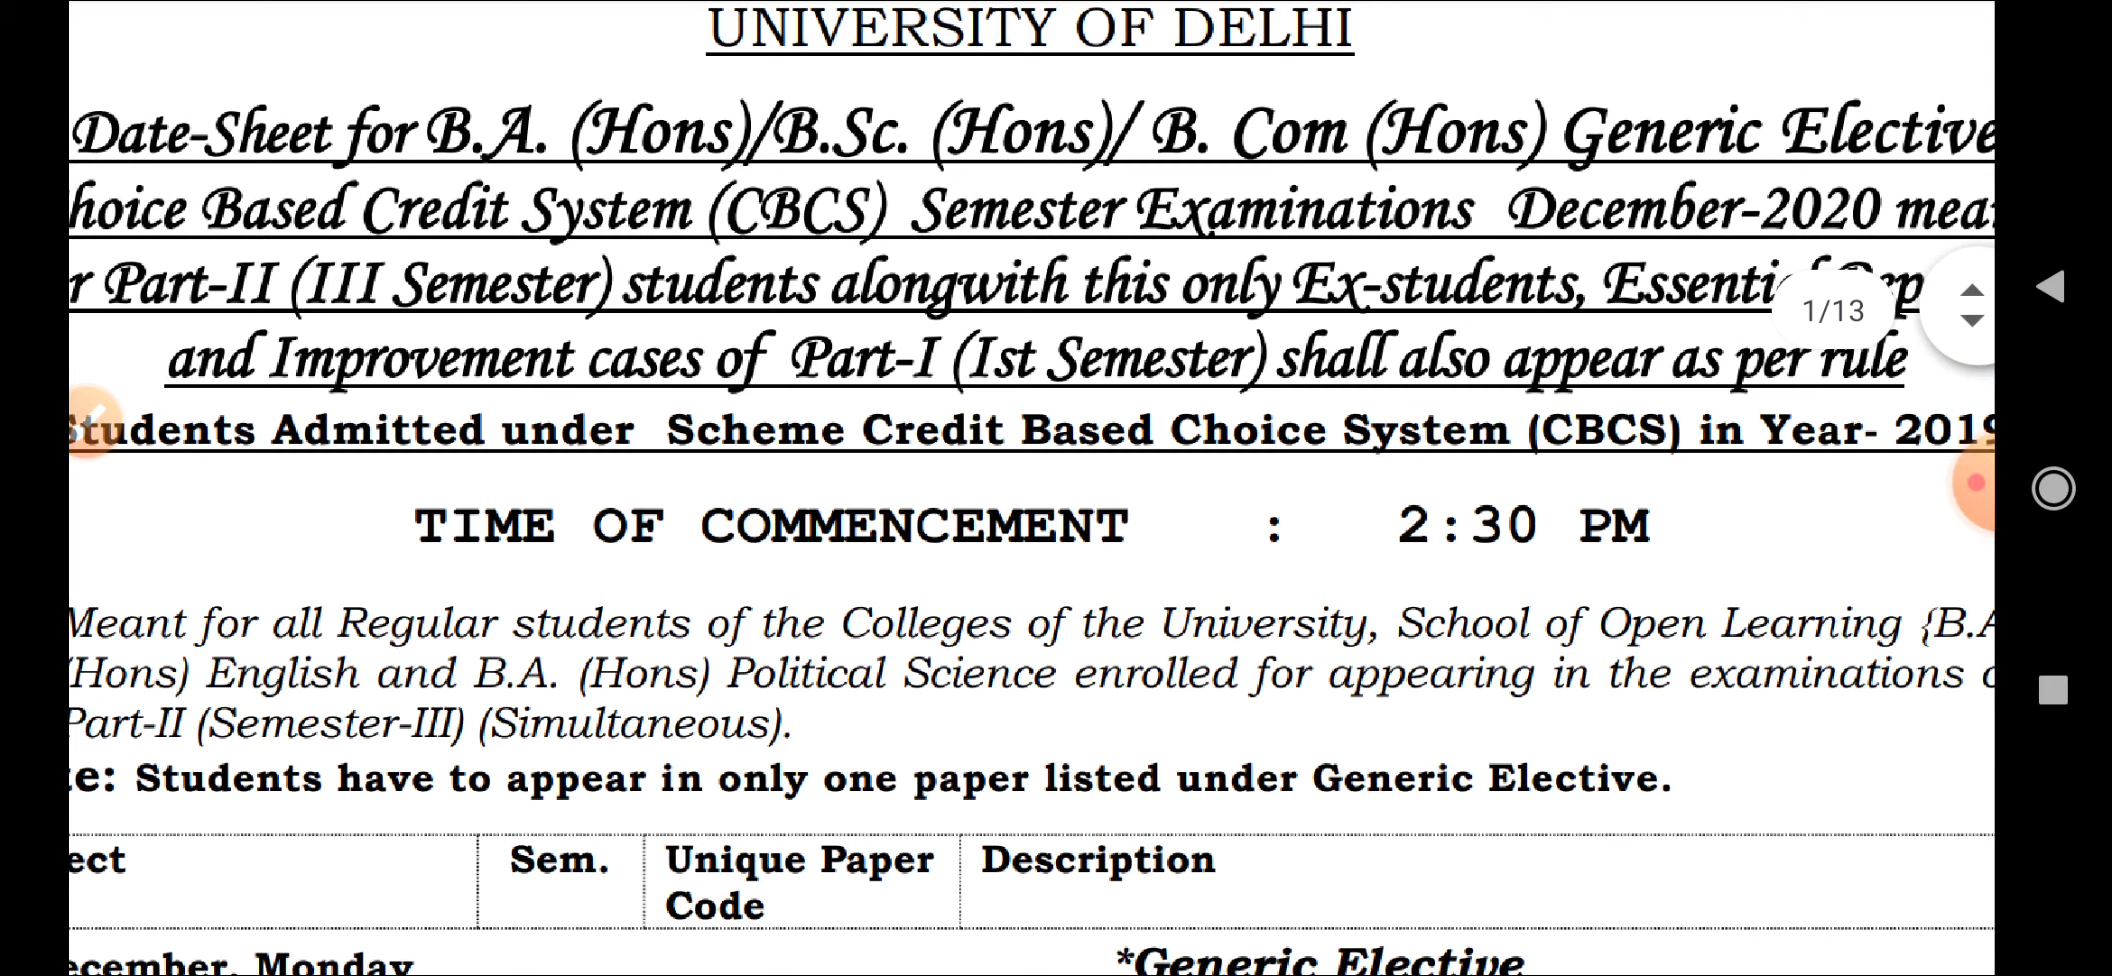 UNIVERSITY OF DELHI
Date-Sheet for B.A. (Hons)/B.Sc. (Hons)/ B. Com (Hons) Generic Elective
hoice Based Credit System (CBCS) Semester Examinations December-2020 mea
r Part-II (III Semester) students alongwith this only Ex-students,
1/13
and Improvement cases of Part-I (Ist Semester) shall also appear as per rule
Students Admitted under Scheme Credit Based Choice System (CBCS) in Year- 2019
TIME OF COMMENCEMENT : 2:30 PM
Meant for all Regular students of the Colleges of the University, School of Open Learning {B.A
(Hons) English and B.A. (Hons) Political Science enrolled for appearing in the examinations
Part-II (Semester-III) (Simultaneous).
te: Students have to appear in only one paper listed under Generic Elective.
ect Sem. Unique Paper Description
Code
ecember, Monday *Generic Elective